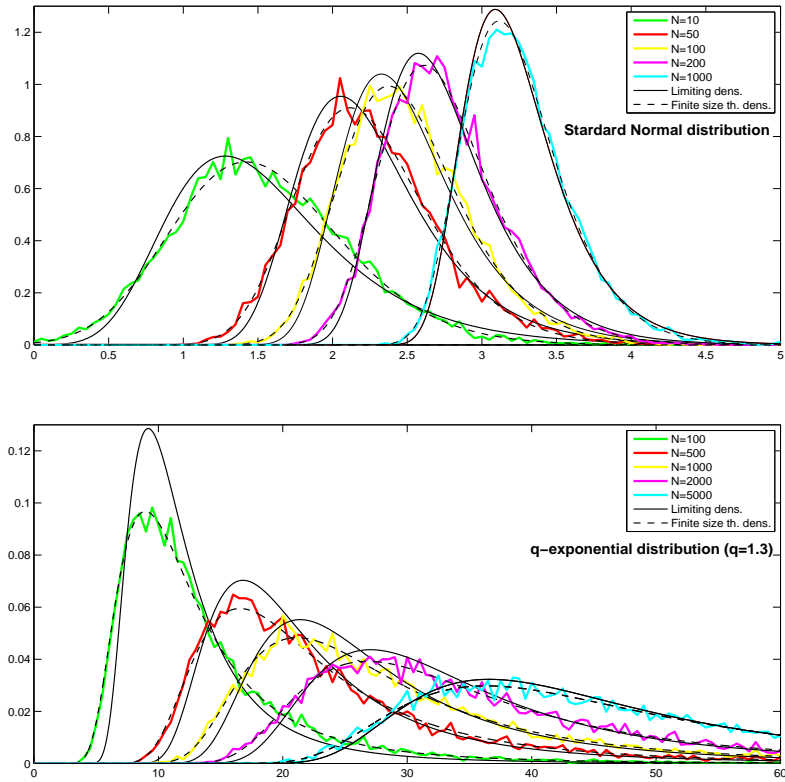 1.2
1
0.8
0.6
0.4
0.2
0
0 0.5 1 1.5 2 2.5 3 3.5 4 4.5 5
N=10
N=50
N=100
N=200
N=1000
Limiting dens.
Finite size th. dens.
Stardard Normal distribution
0.12
0.1
0.08
0.06
0.04
0.02
0
0 10 20 30 40 50 60
N=100
N=500
N=1000
N=2000
N=5000
Limiting dens.
Finite size th. dens.
q−exponential distribution (q=1.3)